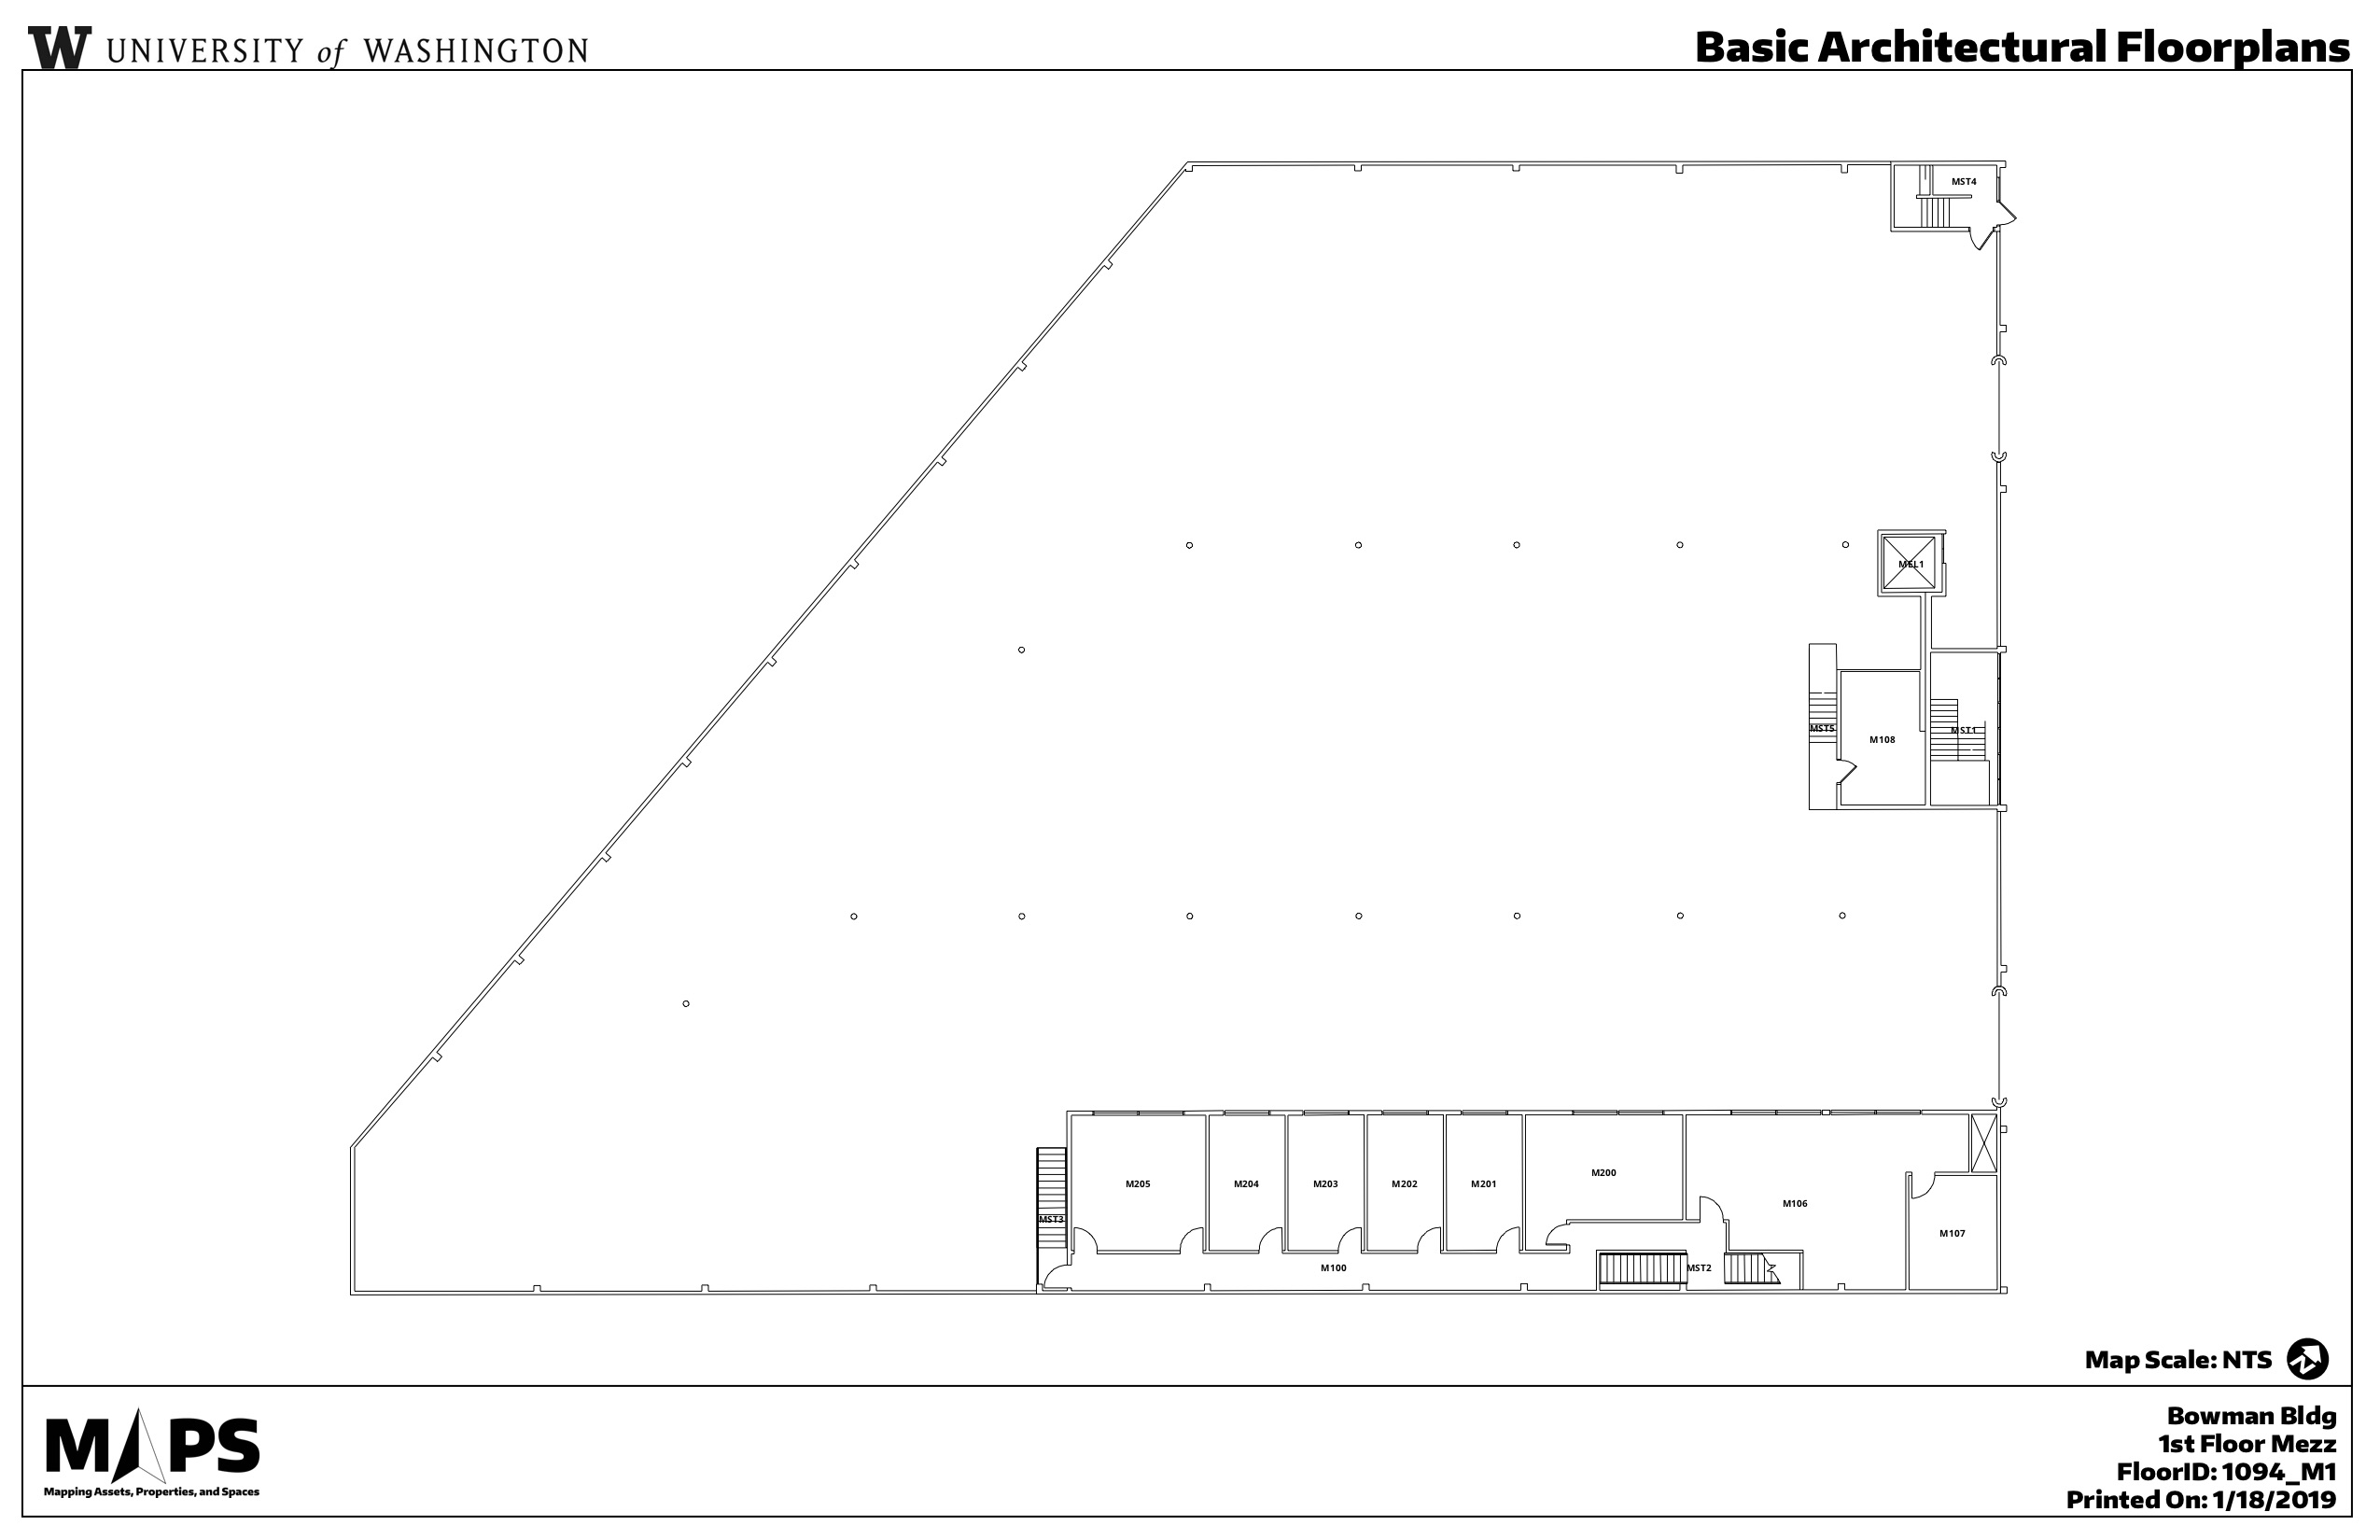 W UNIVERSITY of WASHINGTON
Basic Architectural Floorplans
MST4
MEL1
MST5
M108
MST1
M205
M204
M203
M202
M201
M200
M106
M107
MST3
M100
MST2
Map Scale: NTS
MAPS
Mapping Assets, Properties, and Spaces
Bowman Bldg
1st Floor Mezz
FloorID: 1094_M1
Printed On: 1/18/2019